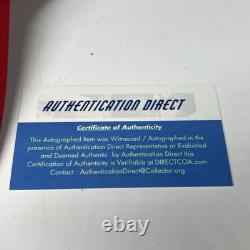 AUTHENTICATION DIRECT
Certificate of Authenticity
This Autographed Item was Witnessed / Autographed in the
presence of Authentication Direct Representative or Evaluated
and Deemed Authentic by Authentication Direct this
Certification of Authenticity is Verifiable at DIRECTCOA.com
Contact : AuthenticationDirect@Collector.org